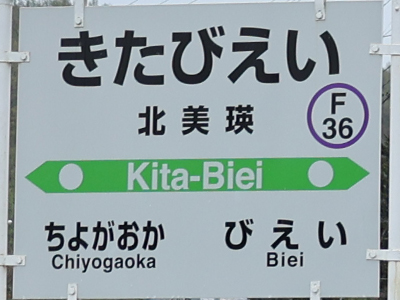 きたびえい
北美瑛
F
36
Kita-Biei
ちよがおか びえい
Chiyogaoka Biei